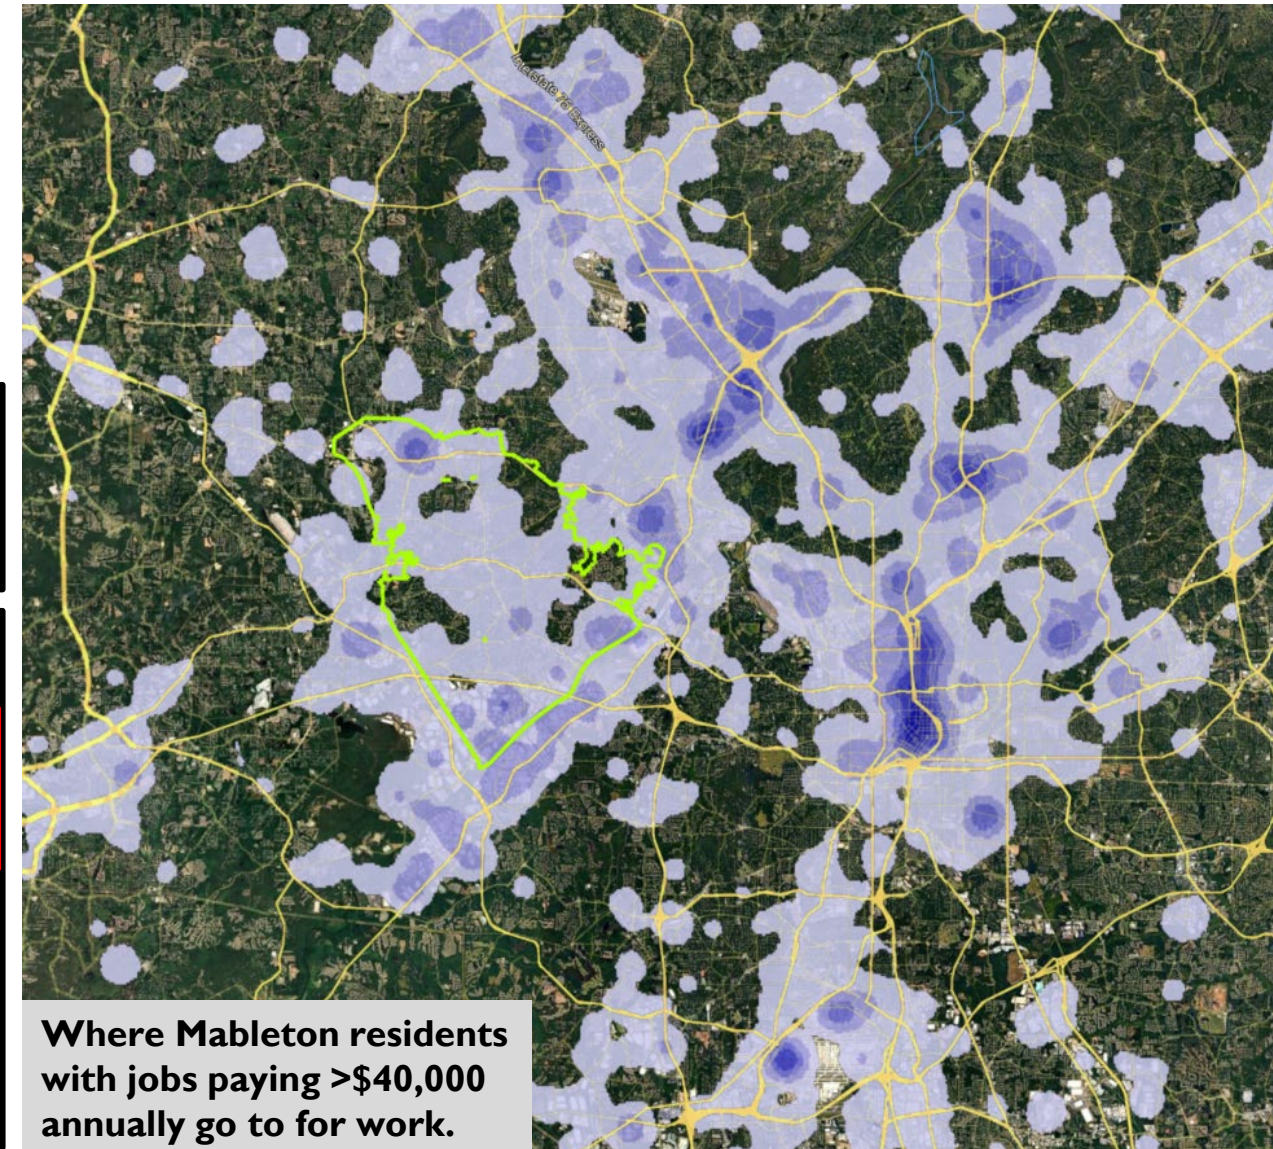 Interstate 75 Express
Where Mableton residents
with jobs paying >$40,000
annually go to for work.